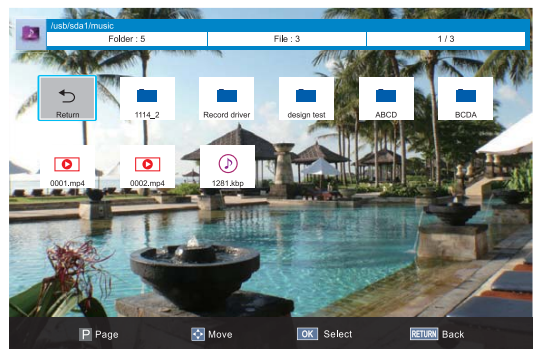 /usb/sda1/music
Folder : 5 File : 3 1 / 3
Return 1114_2 Record driver design test ABCD BCDA
0001.mp4 0002.mp4 1281.kbp
P Page Move OK Select RETURN Back